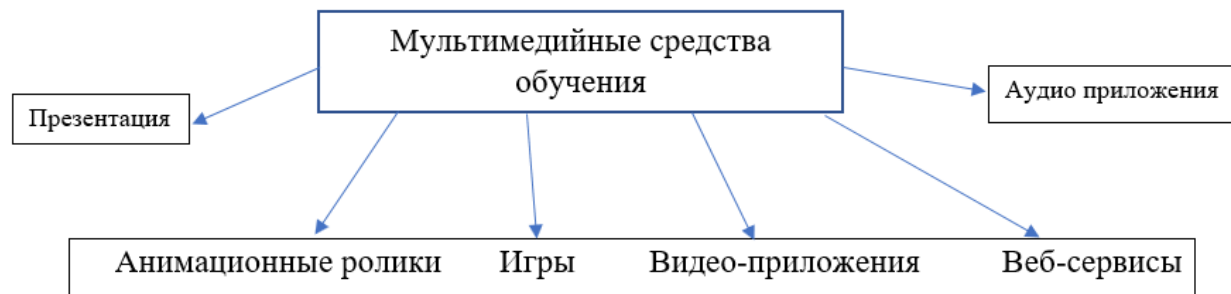 Мультимедийные средства
обучения
Презентация
Аудио приложения
Анимационные ролики Игры Видео-приложения Веб-сервисы